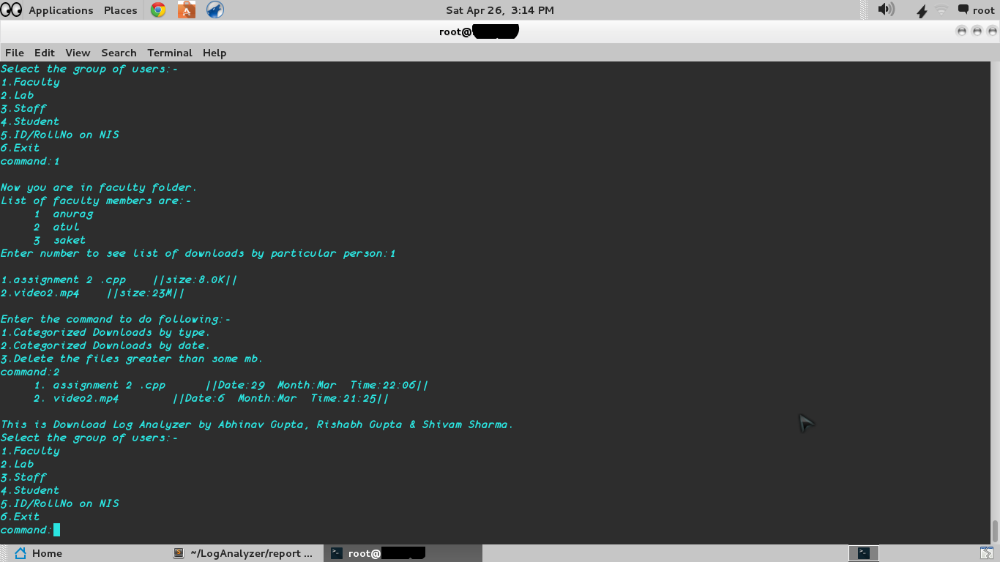 Applications Places Sat Apr 26, 3:14 PM root
root@
File Edit View Search Terminal Help
Select the group of users:-
1.Faculty
2.Lab
3.Staff
4.Student
5.ID/RollNo on NIS
6.Exit
command:1
Now you are in faculty folder.
List of faculty members are:-
1 anurag
2 atul
3 saket
Enter number to see list of downloads by particular person:1
1.assignment 2 .cpp ||size:8.0K||
2.video2.mp4 ||size:23M||
Enter the command to do following:-
1.Categorized Downloads by type.
2.Categorized Downloads by date.
3.Delete the files greater than some mb.
command:2
1. assignment 2 .cpp ||Date:29 Month:Mar Time:22:06||
2. video2.mp4 ||Date:6 Month:Mar Time:21:25||
This is Download Log Analyzer by Abhinav Gupta, Rishabh Gupta & Shivam Sharma.
Select the group of users:-
1.Faculty
2.Lab
3.Staff
4.Student
5.ID/RollNo on NIS
6.Exit
command:
Home ~/LogAnalyzer/report ... root@